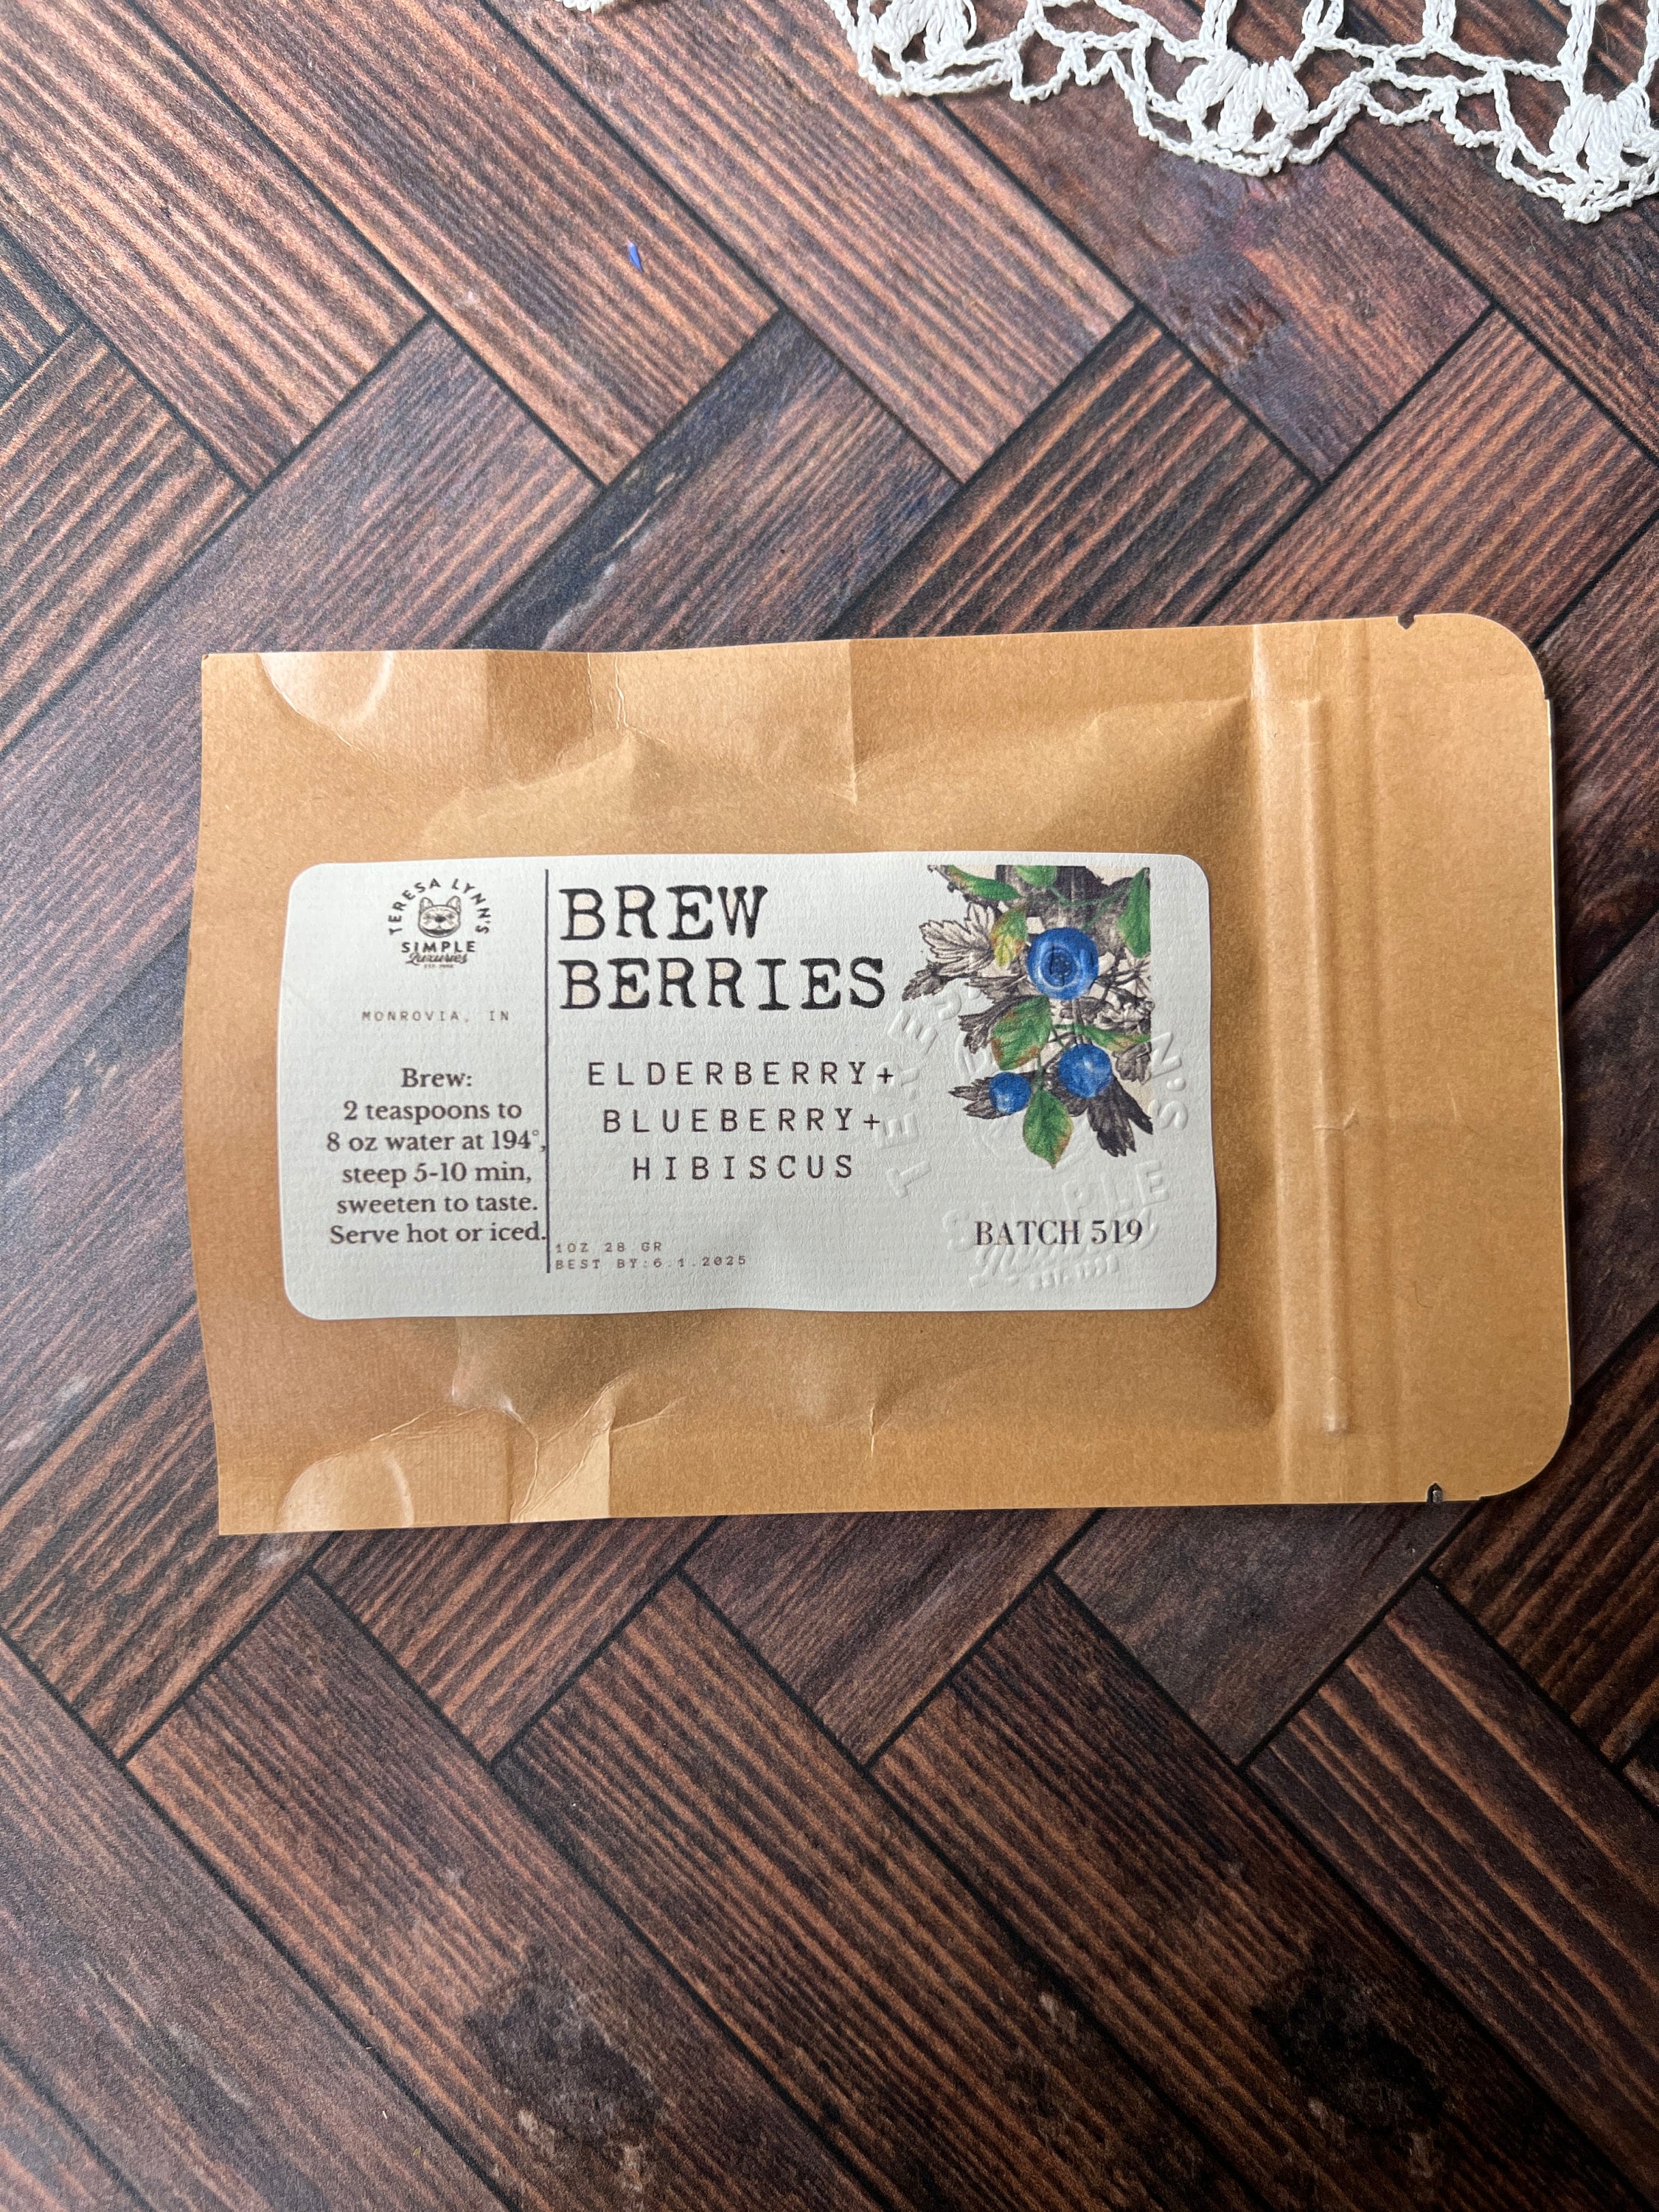 TERESA LYNN'S
SIMPLE
Luxuries
MONROVIA, IN
Brew:
2 teaspoons to
8 oz water at 194°,
steep 5-10 min,
sweeten to taste.
Serve hot or iced.
BREW
BERRIES
ELDERBERRY+
BLUEBERRY+
HIBISCUS
1OZ 28 GR
BEST BY:6.1.2025
BATCH 519